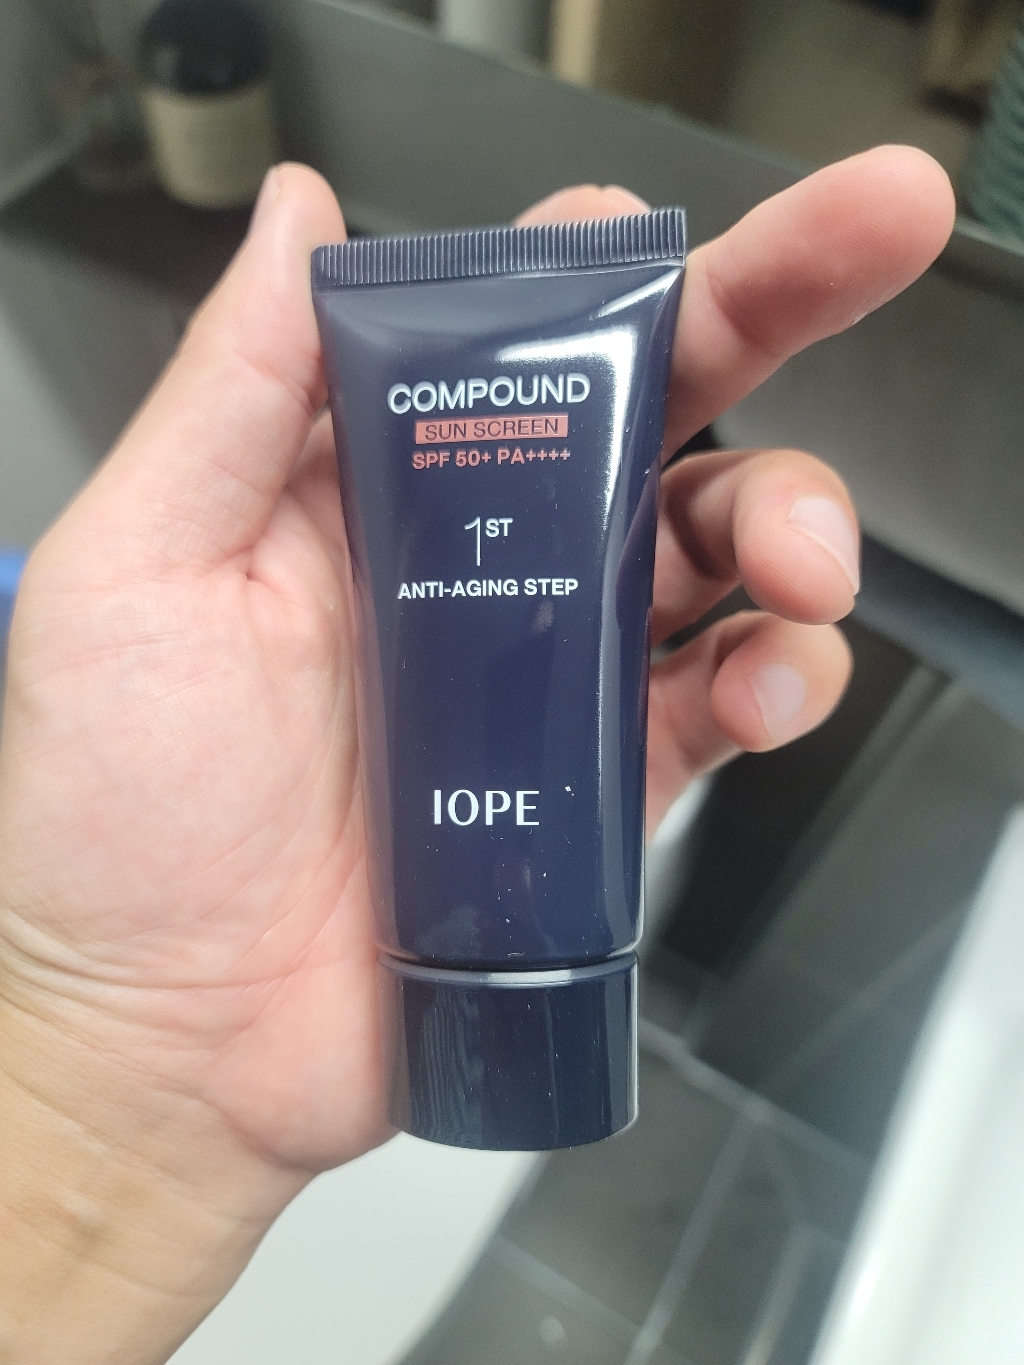 COMPOUND
SUN SCREEN
SPF 50+ PA++++
1ST
ANTI-AGING STEP
IOPE